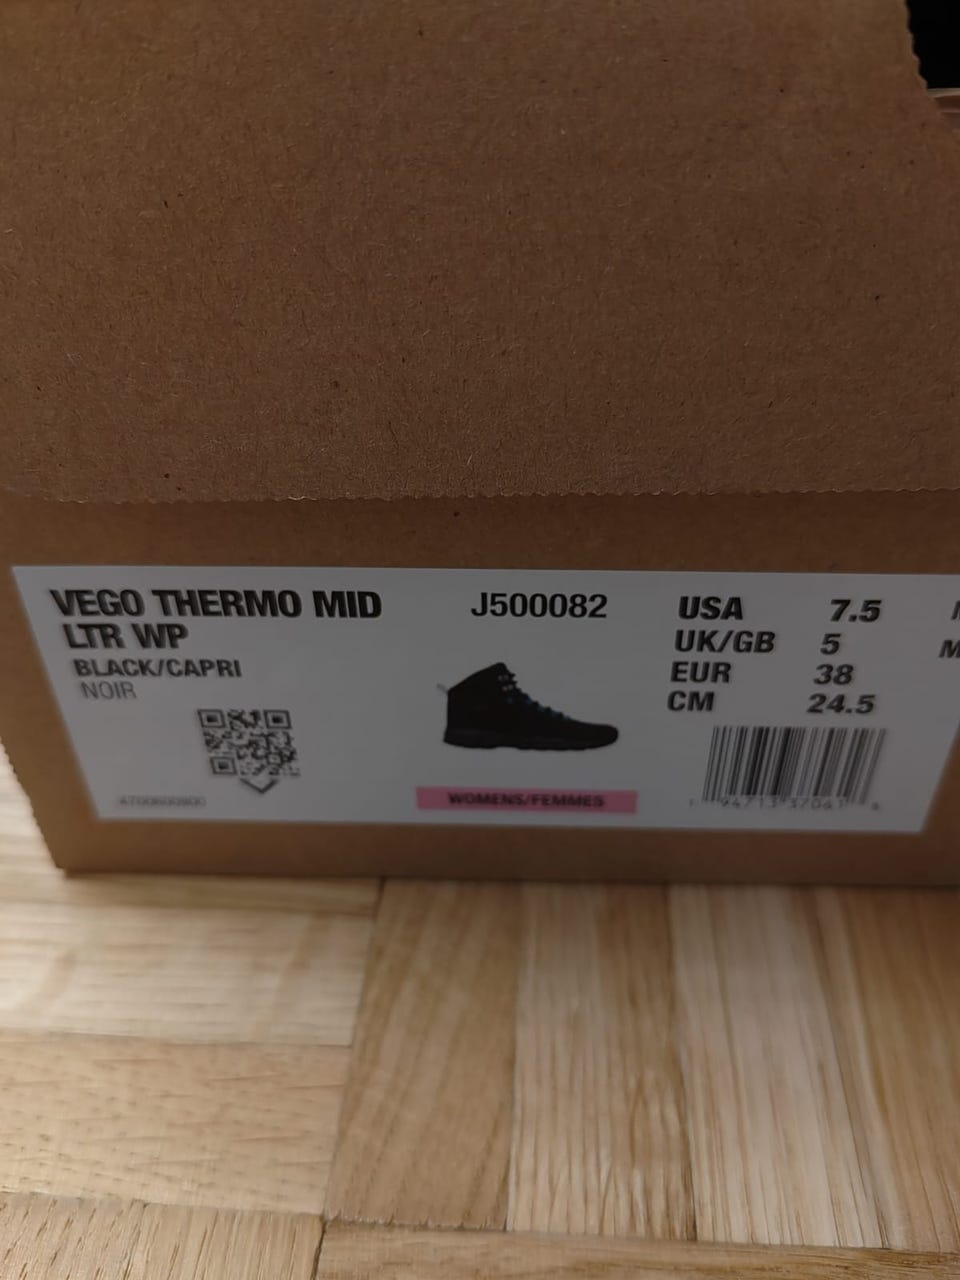 VEGO THERMO MID J500082 USA 7.5
LTR WP UK/GB 5
BLACK/CAPRI EUR 38
NOIR CM 24.5
WOMENS/FEMMES